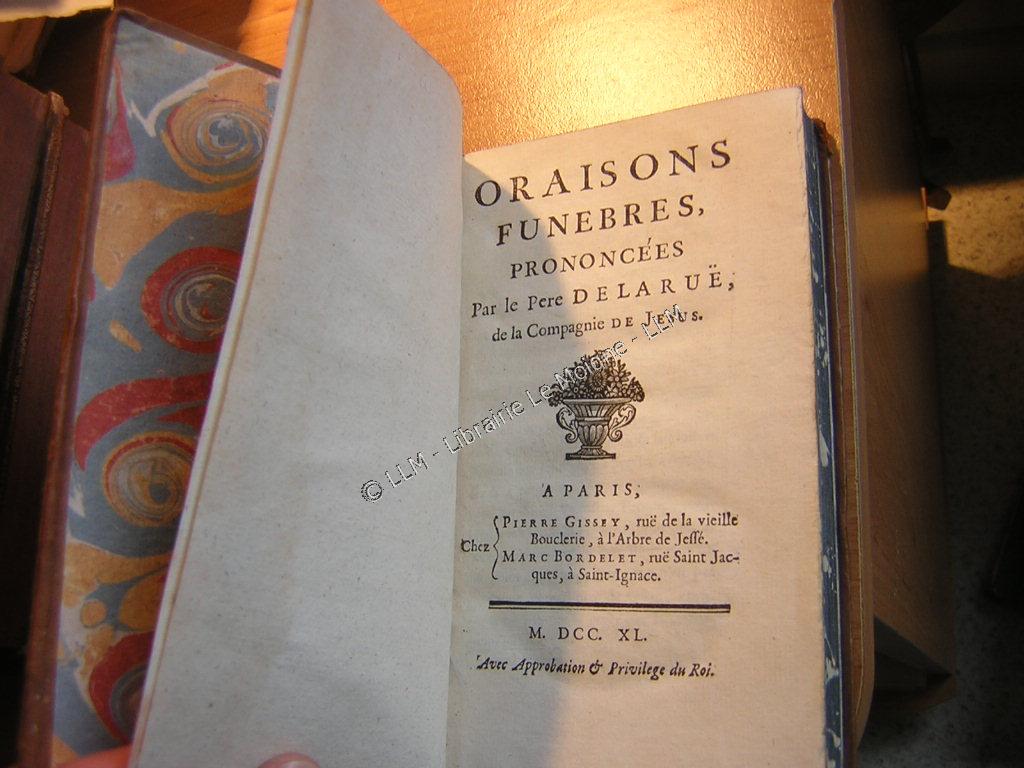 ORAISONS
FUNEBRES,
PRONONCÉES
Par le Pere DELARUË,
de la Compagnie DE JESUS.
A PARIS,
Chez
PIERRE GISSEY, ruë de la vieille
Bouclerie, à l'Arbre de Jeſſé.
MARC BORDELET, ruë Saint Jac-
ques, à Saint-Ignace.
M. DCC. XL.
Avec Approbation & Privilege du Roi.
© LLM - Librairie Le Moigne - LLM